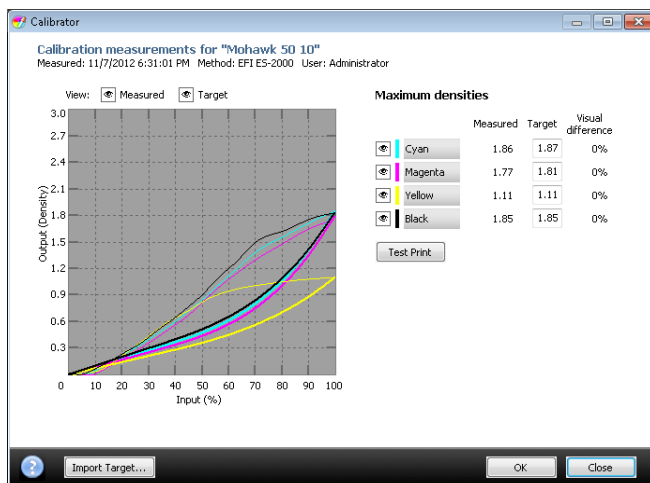 Calibrator
Calibration measurements for "Mohawk 50 10"
Measured: 11/7/2012 6:31:01 PM Method: EFI ES-2000 User: Administrator
View: Measured Target
Maximum densities
Measured Target Visual difference
Cyan 1.86 1.87 0%
Magenta 1.77 1.81 0%
Yellow 1.11 1.11 0%
Black 1.85 1.85 0%
Test Print
Output (Density)
3.0
2.7
2.4
2.1
1.8
1.5
1.2
0.9
0.6
0.3
0 10 20 30 40 50 60 70 80 90 100
Input (%)
?
Import Target...
OK
Close